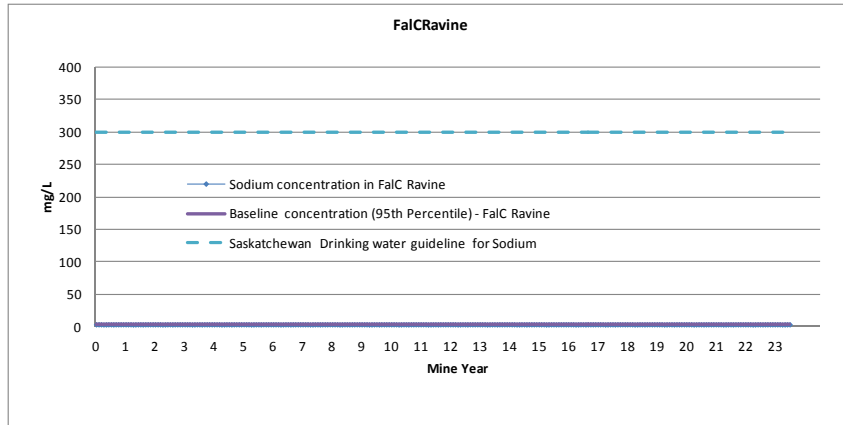 FalCRavine
400
350
300
250
200
150
100
50
0
mg/L
Sodium concentration in FalC Ravine
Baseline concentration (95th Percentile) - FalC Ravine
Saskatchewan Drinking water guideline for Sodium
0 1 2 3 4 5 6 7 8 9 10 11 12 13 14 15 16 17 18 19 20 21 22 23
Mine Year